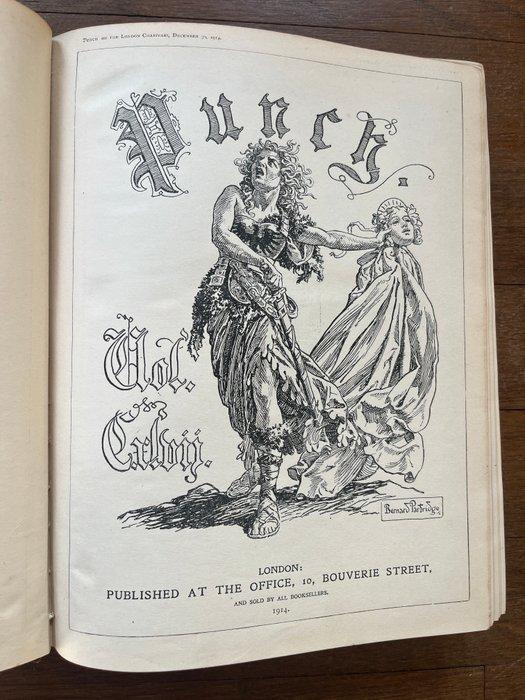 PUNCH OR THE LONDON CHARIVARI, DECEMBER 30, 1914.
Punch.
Vol.
Cxlvij.
Bernard Partridge
LONDON:
PUBLISHED AT THE OFFICE, 10, BOUVERIE STREET,
AND SOLD BY ALL BOOKSELLERS.
1914.